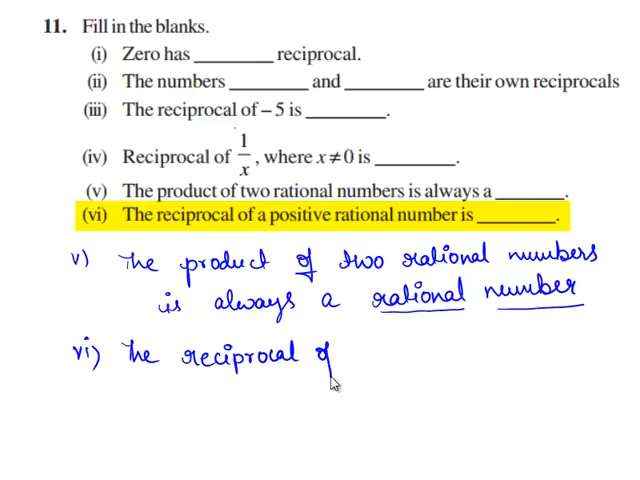 11. Fill in the blanks.
(i) Zero has ________ reciprocal.
(ii) The numbers ________ and ________ are their own reciprocals
(iii) The reciprocal of – 5 is ________.
(iv) Reciprocal of 1/x, where x ≠ 0 is ________.
(v) The product of two rational numbers is always a _______.
(vi) The reciprocal of a positive rational number is ________.
v) The product of two rational numbers
is always a rational number
vi) The reciprocal of